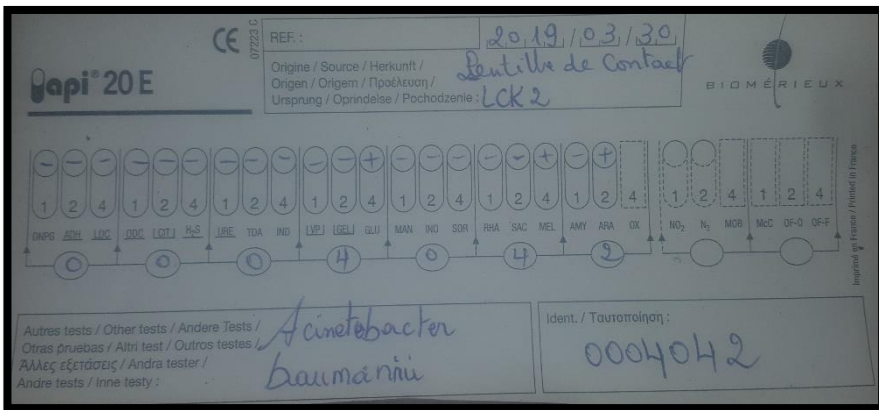 CE
07223 C
REF. :
2019/03/30
api® 20 E
Origine / Source / Herkunft /
Origen / Origem / Προέλευση /
Ursprung / Oprindelse / Pochodzenie :
Lentille de Contact
LCK 2
BIOMÉRIEUX
- - - - - - - - - - - + - - - - - + - +
1 2 4 1 2 4 1 2 4 1 2 4 1 2 4 1 2 4 1 2 4 1 2 4 1 2 4
ONPG ADH LDC ODC |CIT| H₂S URE TDA IND |VP| |GEL| GLU MAN INO SOR RHA SAC MEL AMY ARA OX NO₂ N₂ MOB McC OF-O OF-F
0 0 0 4 0 4 2
Imprimé en France / Printed in France
Autres tests / Other tests / Andere Tests /
Otras pruebas / Altri test / Outros testes /
Άλλες εξετάσεις / Andra tester /
Andre tests / Inne testy :
Acinetobacter
baumannii
Ident. / Ταυτοποίηση :
0004042